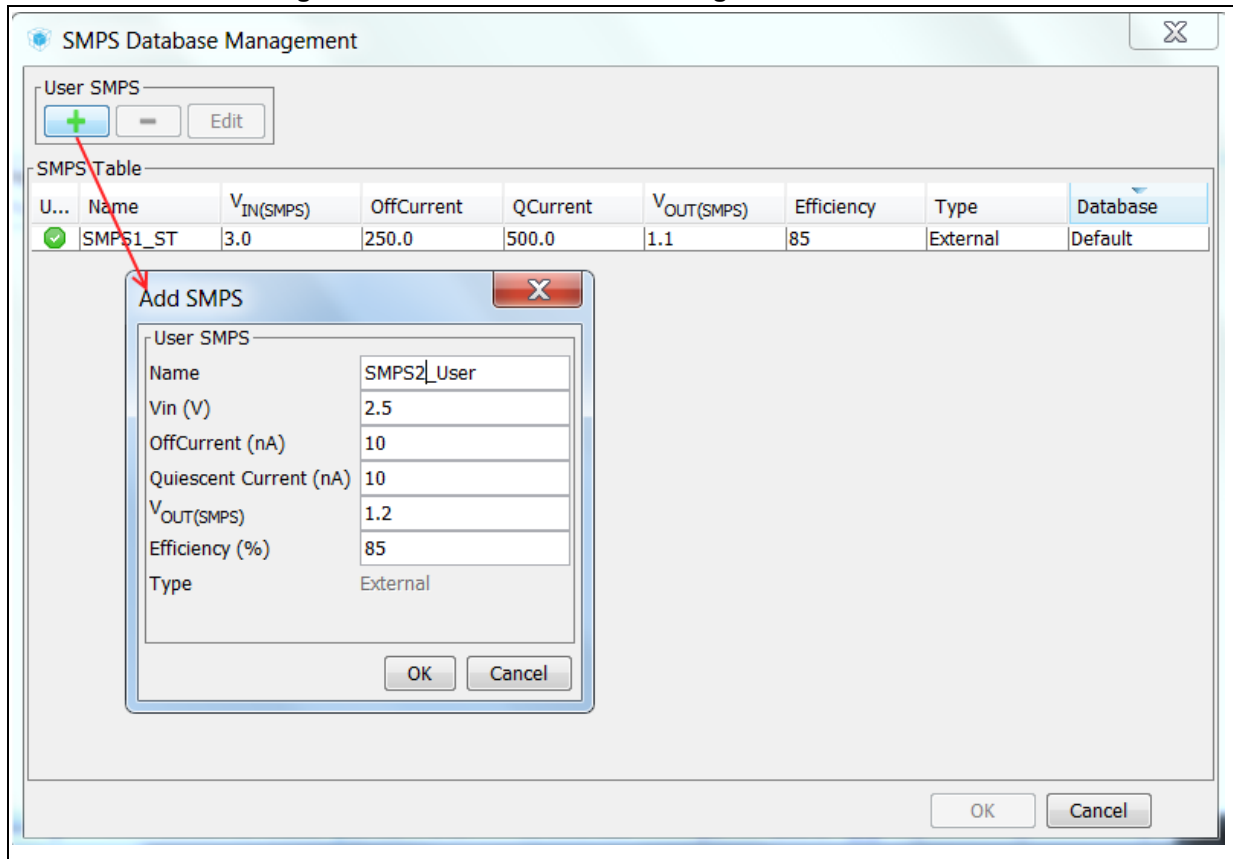 SMPS Database Management
User SMPS
+ - Edit
SMPS Table
U... Name VIN(SMPS) OffCurrent QCurrent VOUT(SMPS) Efficiency Type Database
SMPS1_ST 3.0 250.0 500.0 1.1 85 External Default
Add SMPS
User SMPS
Name SMPS2_User
Vin (V) 2.5
OffCurrent (nA) 10
Quiescent Current (nA) 10
VOUT(SMPS) 1.2
Efficiency (%) 85
Type External
OK Cancel
OK Cancel